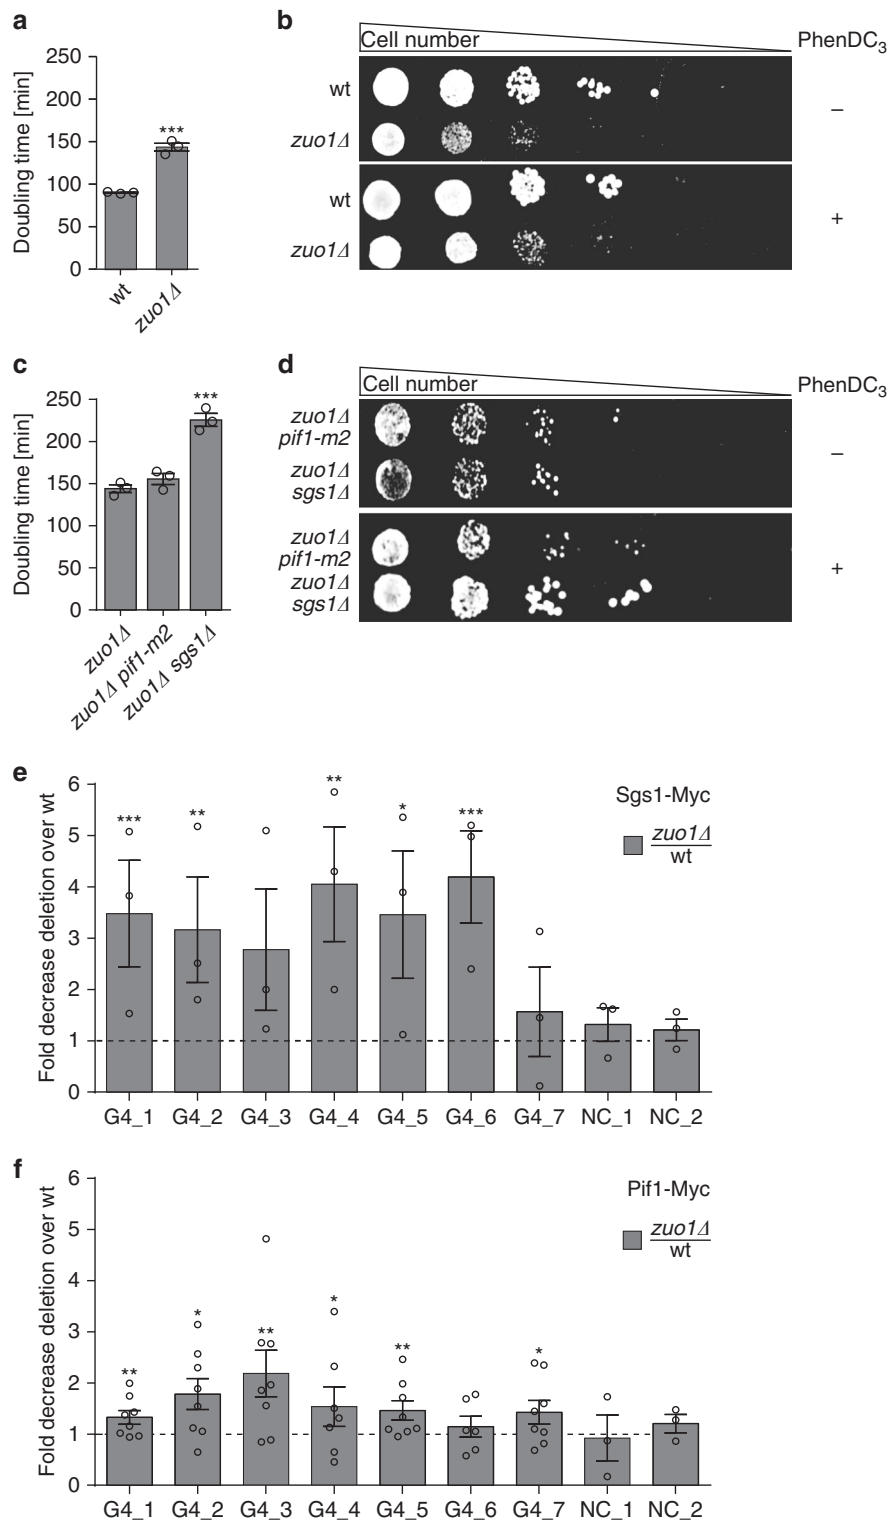 a
b
Doubling time [min]
250
200
150
100
50
0
***
wt
zuo1Δ
Cell number
PhenDC3
wt
zuo1Δ
–
wt
zuo1Δ
+
c
d
Doubling time [min]
250
200
150
100
50
0
***
zuo1Δ
zuo1Δ pif1-m2
zuo1Δ sgs1Δ
Cell number
PhenDC3
zuo1Δ
pif1-m2
zuo1Δ
sgs1Δ
–
zuo1Δ
pif1-m2
zuo1Δ
sgs1Δ
+
e
Fold decrease deletion over wt
6
5
4
3
2
1
0
*** ** ** * ***
Sgs1-Myc
zuo1Δ
wt
G4_1 G4_2 G4_3 G4_4 G4_5 G4_6 G4_7 NC_1 NC_2
f
Fold decrease deletion over wt
6
5
4
3
2
1
0
** * ** * ** *
Pif1-Myc
zuo1Δ
wt
G4_1 G4_2 G4_3 G4_4 G4_5 G4_6 G4_7 NC_1 NC_2